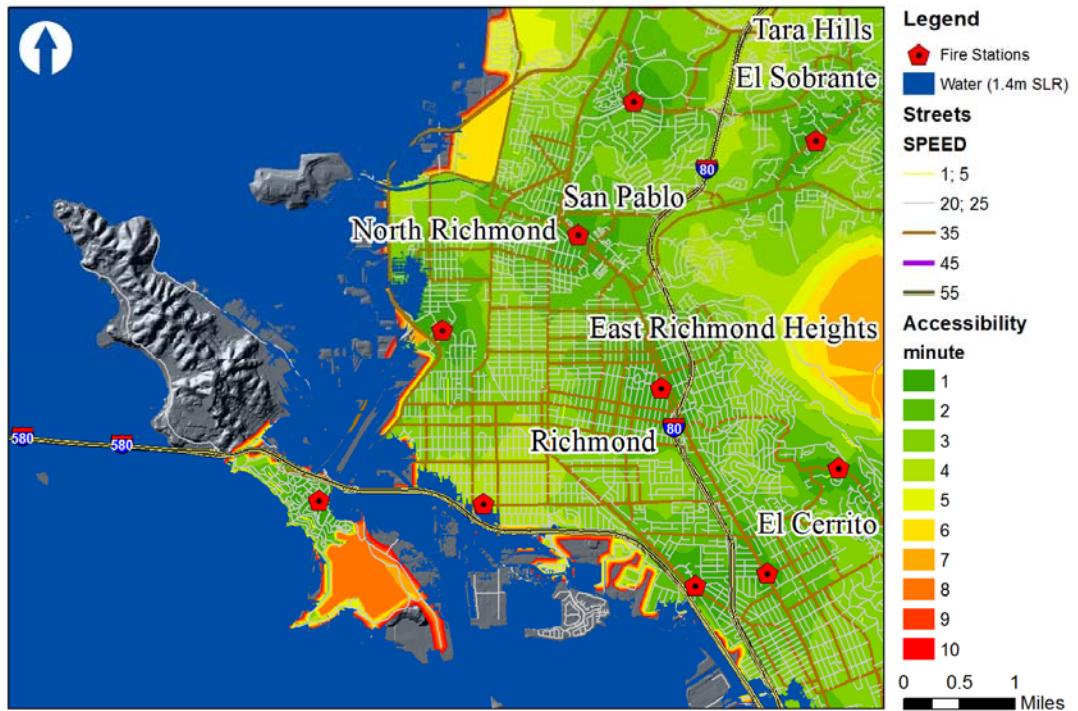 Tara Hills
El Sobrante
80
San Pablo
North Richmond
East Richmond Heights
80
Richmond
580
580
El Cerrito
Legend
Fire Stations
Water (1.4m SLR)
Streets
SPEED
1; 5
20; 25
35
45
55
Accessibility
minute
1
2
3
4
5
6
7
8
9
10
0 0.5 1
Miles